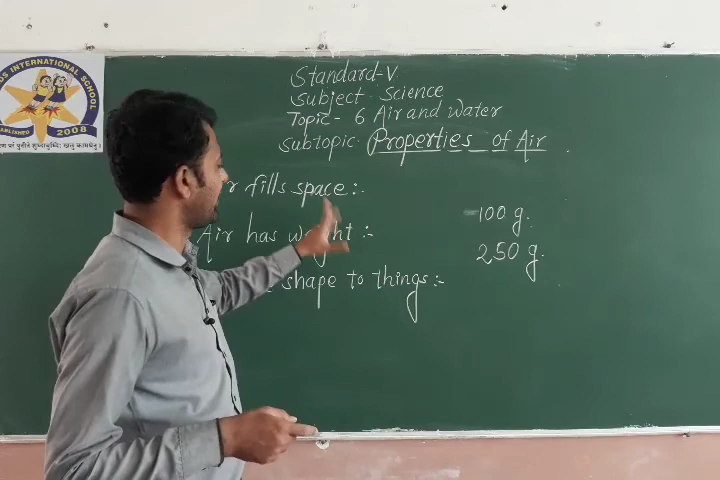 INTERNATIONAL SCHOOL
2008
Standard-V
Subject Science
Topic - 6 Air and Water
Subtopic- Properties of Air
fills space:-
-100 g.
Air has
250 g.
shape to things:-